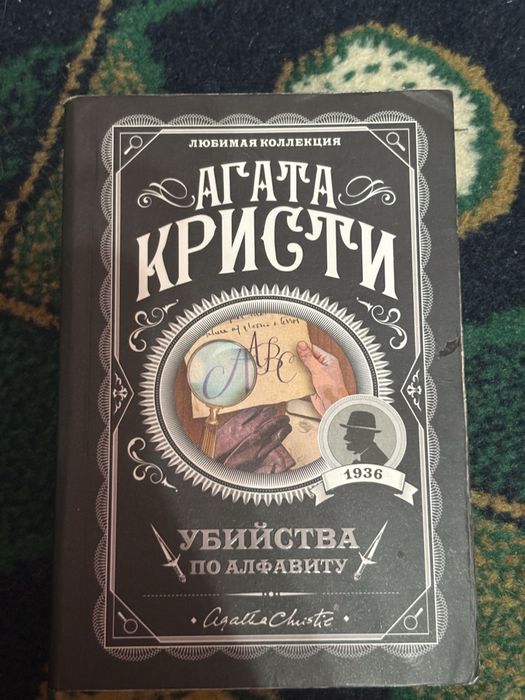 ЛЮБИМАЯ КОЛЛЕКЦИЯ
АГАТА
КРИСТИ
ABC
1936
УБИЙСТВА
ПО АЛФАВИТУ
Agatha Christie®